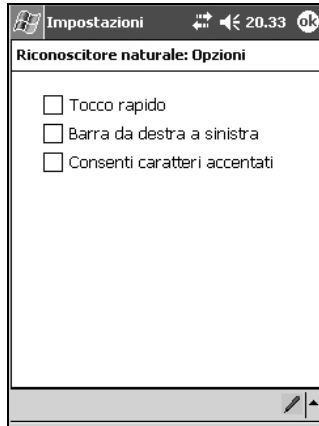 Impostazioni 20.33 ok
Riconoscitore naturale: Opzioni
Tocco rapido
Barra da destra a sinistra
Consenti caratteri accentati